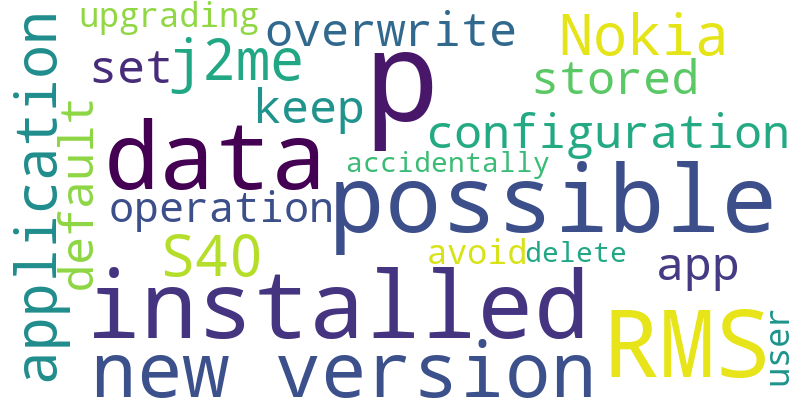 upgrading
overwrite
Nokia
application
set
j2me
p
stored
keep
default
data
configuration
accidentally
possible
operation
S40
avoid
delete
app
installed
RMS
user
new version